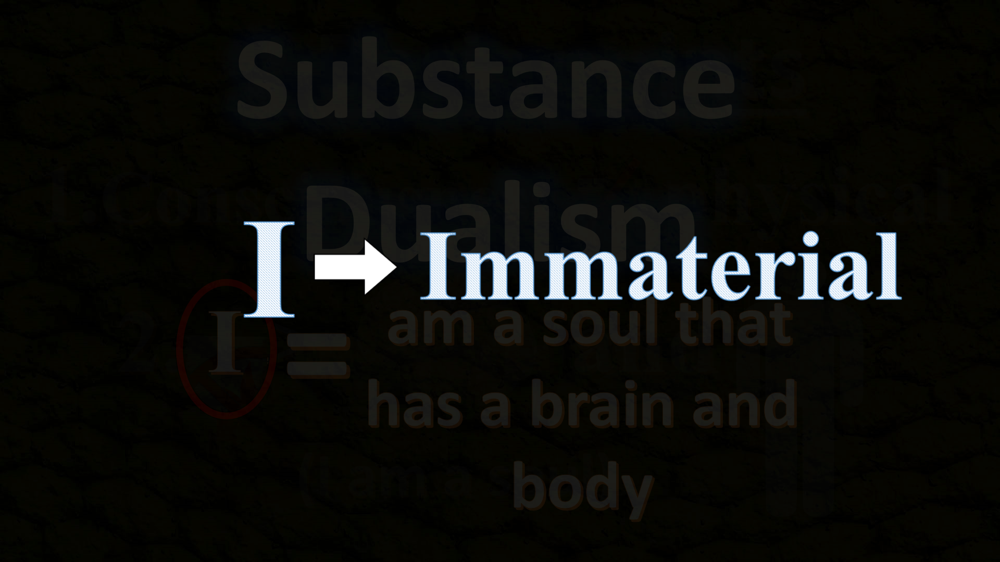 Substance
Dualism
I Immaterial
I = am a soul that
has a brain and
body